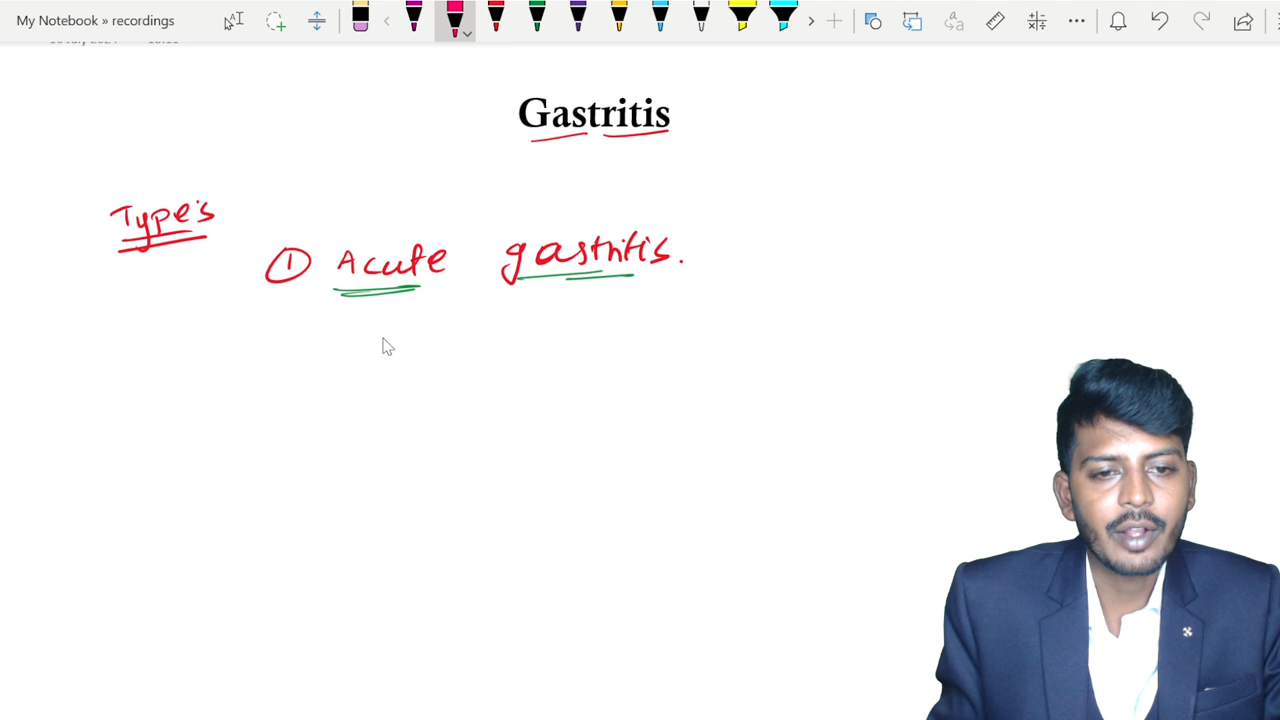 My Notebook » recordings
Gastritis
Type's
① Acute gastritis.